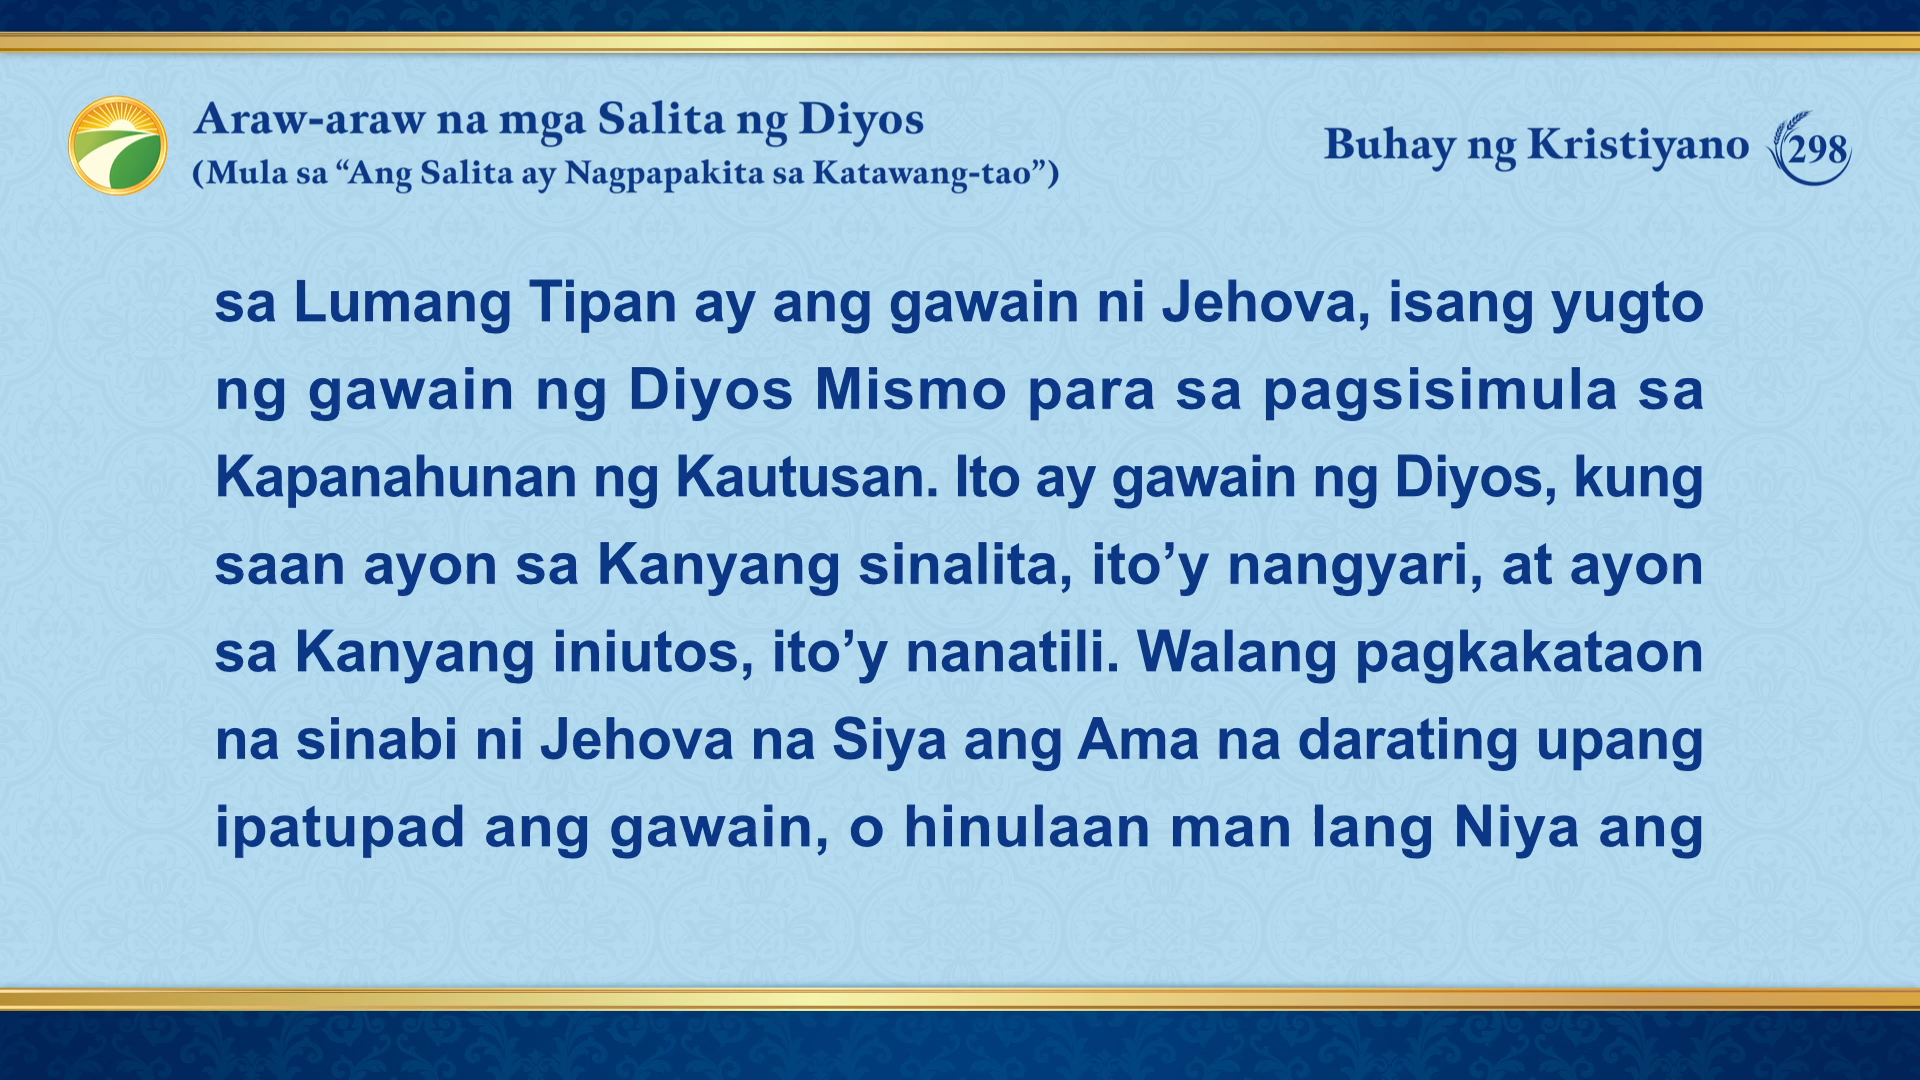 Araw-araw na mga Salita ng Diyos
(Mula sa “Ang Salita ay Nagpapakita sa Katawang-tao”)
Buhay ng Kristiyano 298
sa Lumang Tipan ay ang gawain ni Jehova, isang yugto
ng gawain ng Diyos Mismo para sa pagsisimula sa
Kapanahunan ng Kautusan. Ito ay gawain ng Diyos, kung
saan ayon sa Kanyang sinalita, ito’y nangyari, at ayon
sa Kanyang iniutos, ito’y nanatili. Walang pagkakataon
na sinabi ni Jehova na Siya ang Ama na darating upang
ipatupad ang gawain, o hinulaan man lang Niya ang